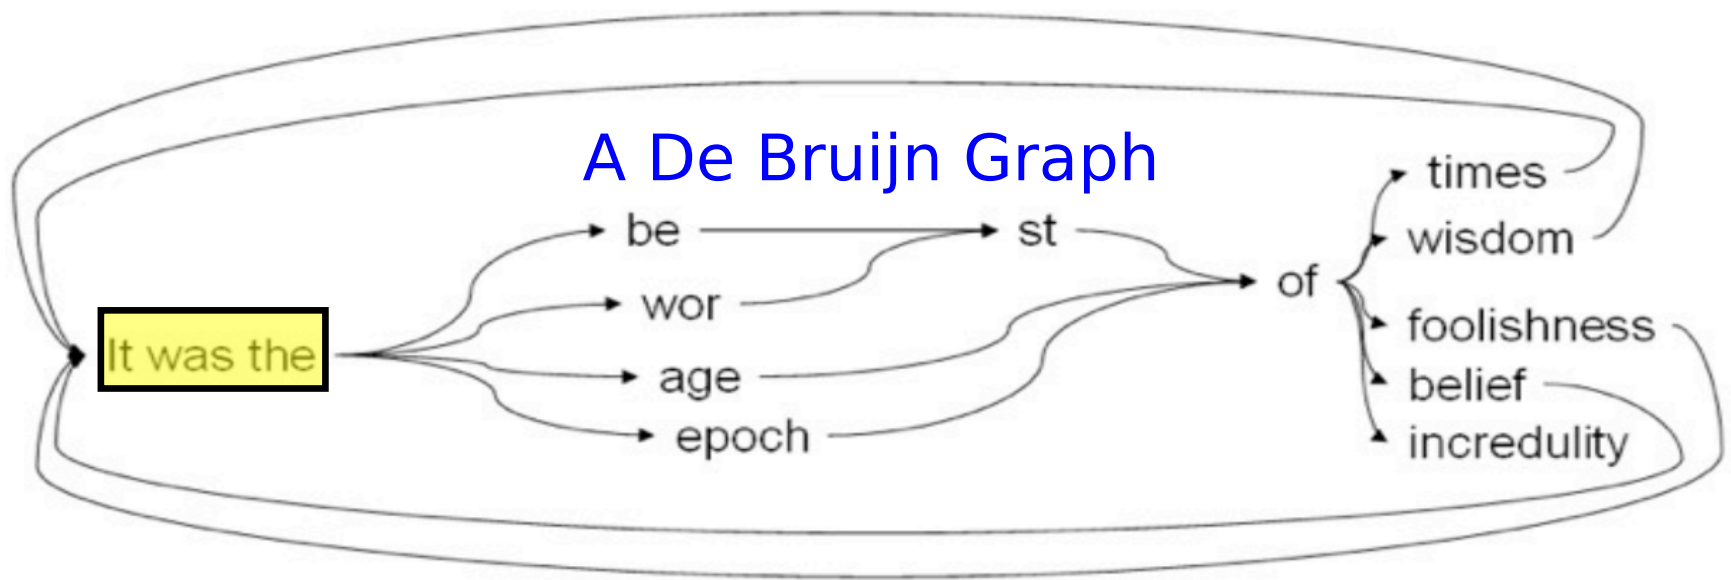 A De Bruijn Graph
It was the
be
wor
age
epoch
st
of
times
wisdom
foolishness
belief
incredulity